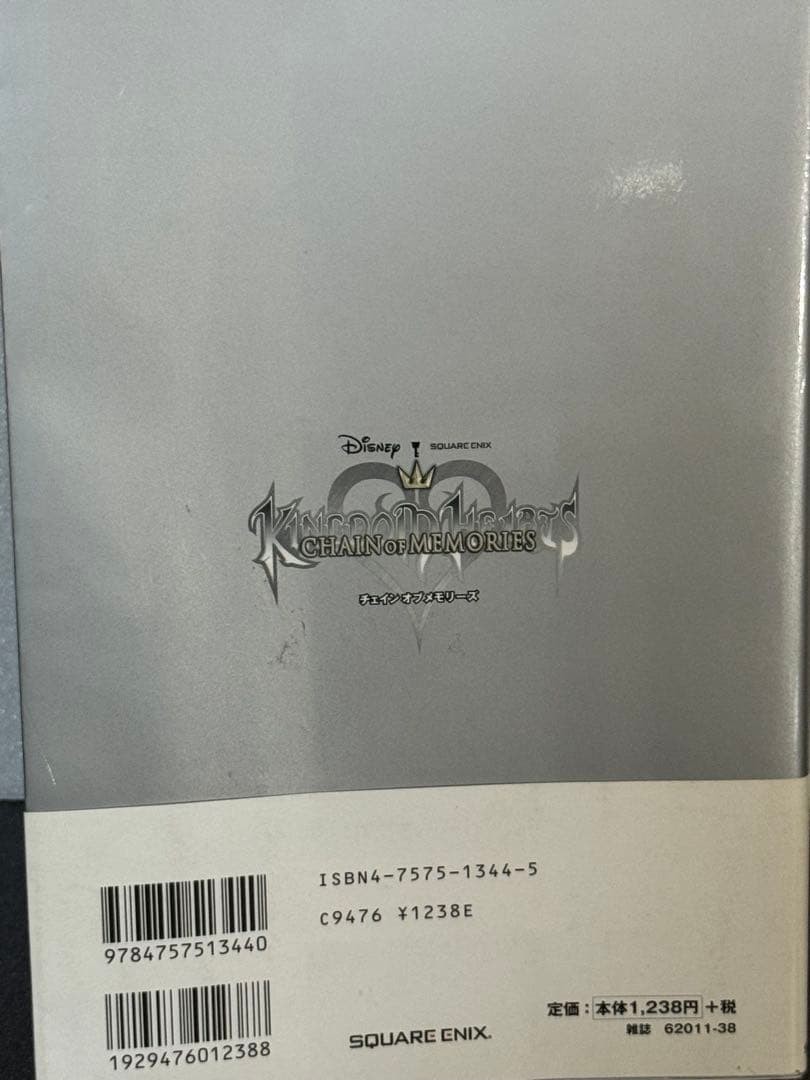 Disney SQUARE ENIX
KINGDOM HEARTS
CHAIN OF MEMORIES
チェイン オブ メモリーズ
ISBN4-7575-1344-5
C9476 ¥1238E
9784757513440
1929476012388
SQUARE ENIX.
定価：本体1,238円+税
雑誌 62011-38